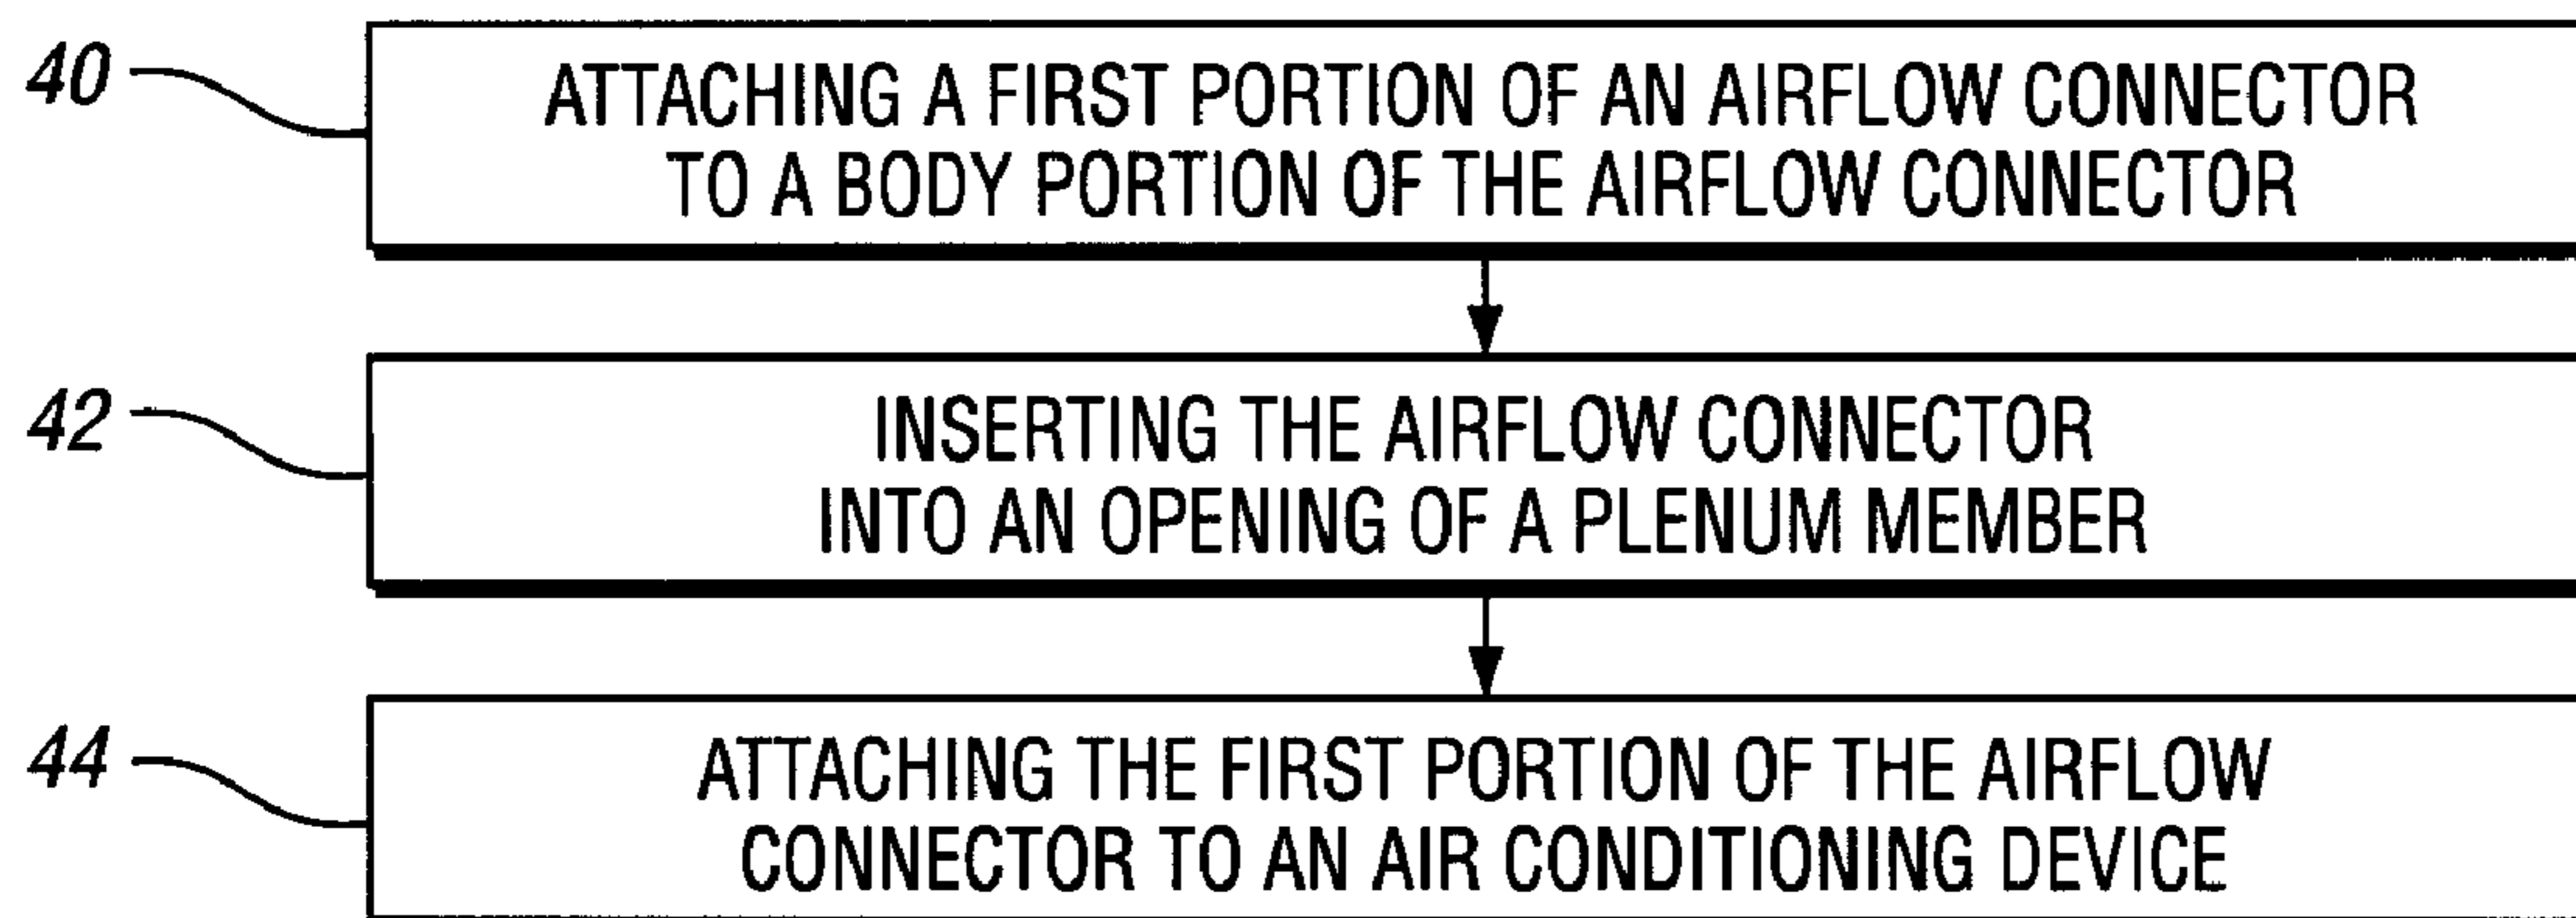 40
ATTACHING A FIRST PORTION OF AN AIRFLOW CONNECTOR
TO A BODY PORTION OF THE AIRFLOW CONNECTOR
42
INSERTING THE AIRFLOW CONNECTOR
INTO AN OPENING OF A PLENUM MEMBER
44
ATTACHING THE FIRST PORTION OF THE AIRFLOW
CONNECTOR TO AN AIR CONDITIONING DEVICE